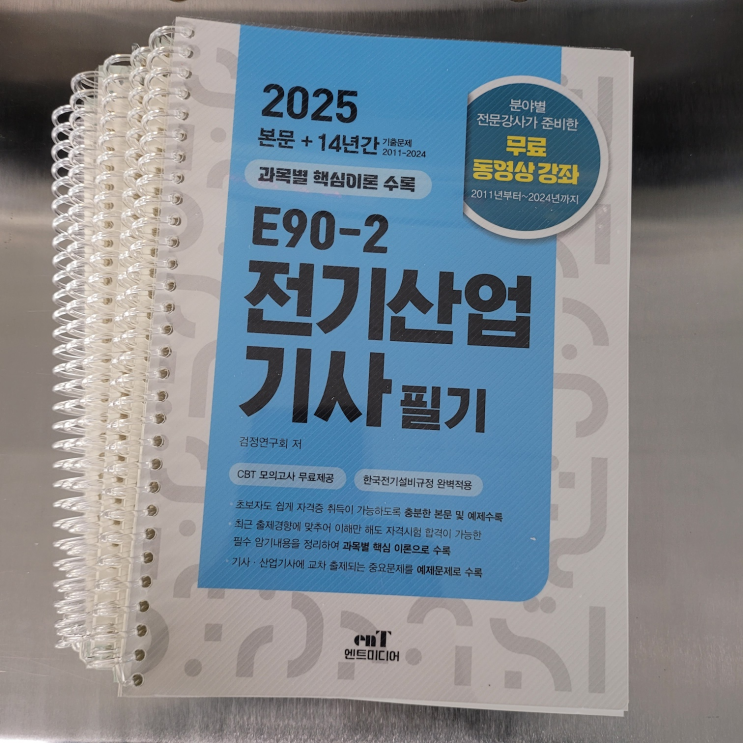 2025
본문 + 14년간 기출문제 2011~2024
과목별 핵심이론 수록
E90-2
전기산업
기사 필기
검정연구회 저
분야별
전문강사가 준비한
무료
동영상 강좌
2011년부터~2024년까지
CBT 모의고사 무료제공
한국전기설비규정 완벽적용
· 초보자도 쉽게 자격증 취득이 가능하도록 충분한 본문 및 예제수록
· 최근 출제경향에 맞추어 이해만 해도 자격시험 합격이 가능한
필수 암기내용을 정리하여 과목별 핵심 이론으로 수록
· 기사 · 산업기사에 교차 출제되는 중요문제를 예제문제로 수록
enT
엔트미디어